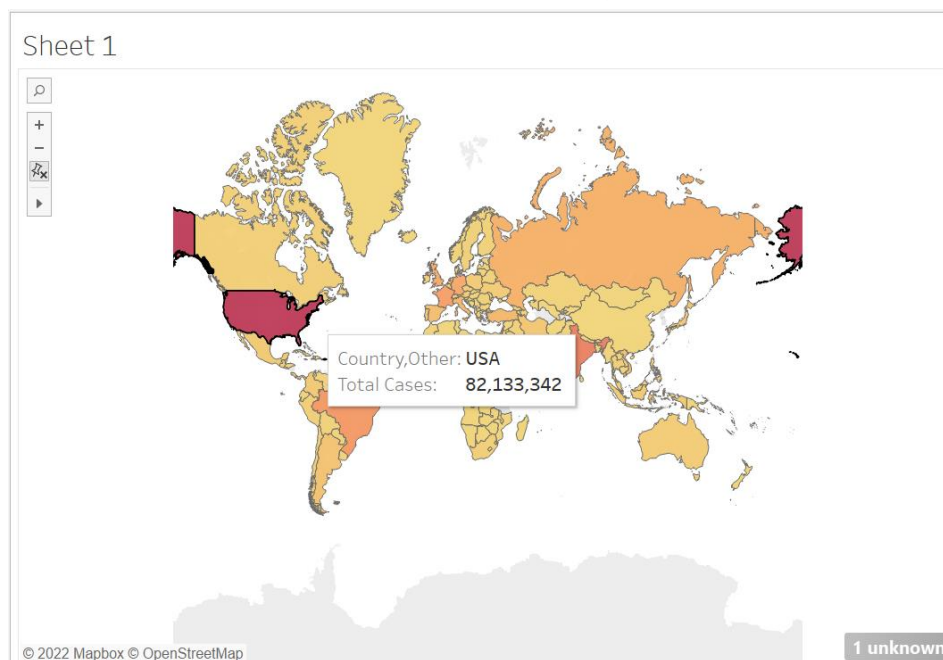 Sheet 1
Country,Other: USA
Total Cases: 82,133,342
© 2022 Mapbox © OpenStreetMap
1 unknown